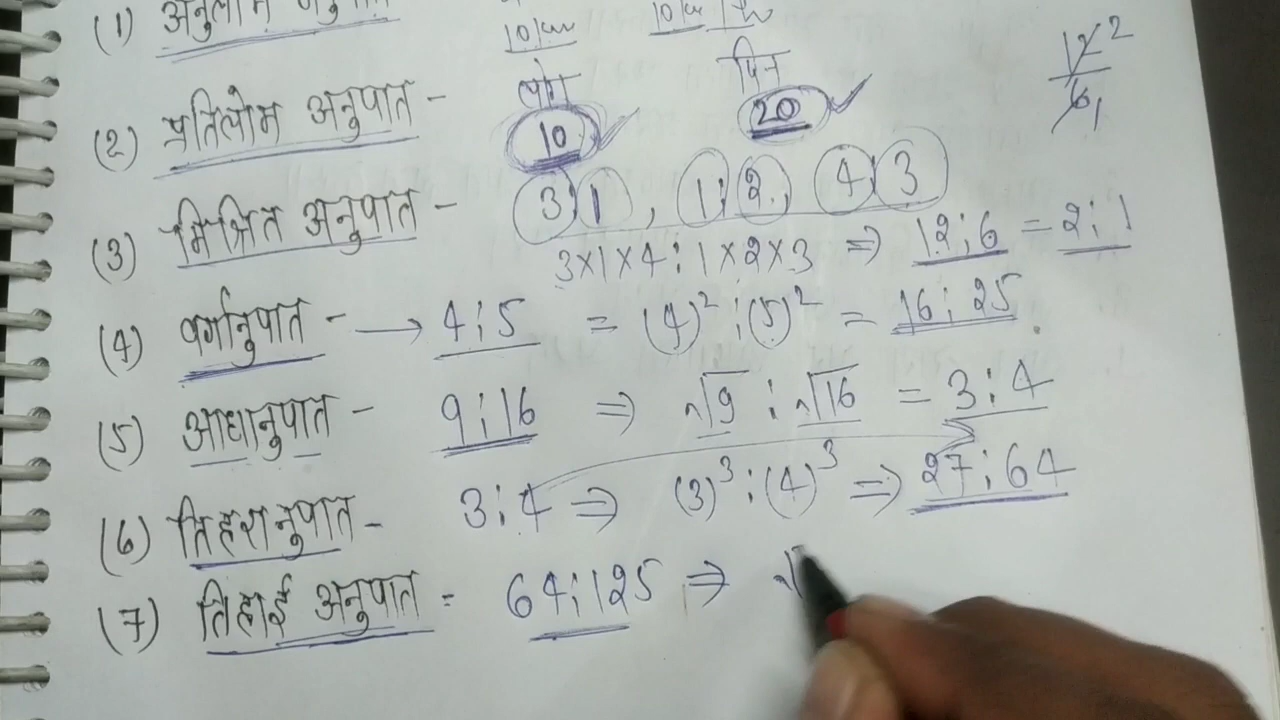 (1) अनुलोम अनुपात
10 km 10 km/h
लोग दिन
(2) प्रतिलोम अनुपात - 10 20
12 2
6 1
(3) मिश्रित अनुपात - 3:1, 1:2, 4:3
3×1×4:1×2×3 ⇒ 12:6 = 2:1
(4) वर्गानुपात - → 4:5 = (4)²:(5)² = 16:25
(5) आधानुपात - 9:16 ⇒ √9:√16 = 3:4
(6) तिहरानुपात - 3:4 ⇒ (3)³:(4)³ ⇒ 27:64
(7) तिहाई अनुपात = 64:125 ⇒ √